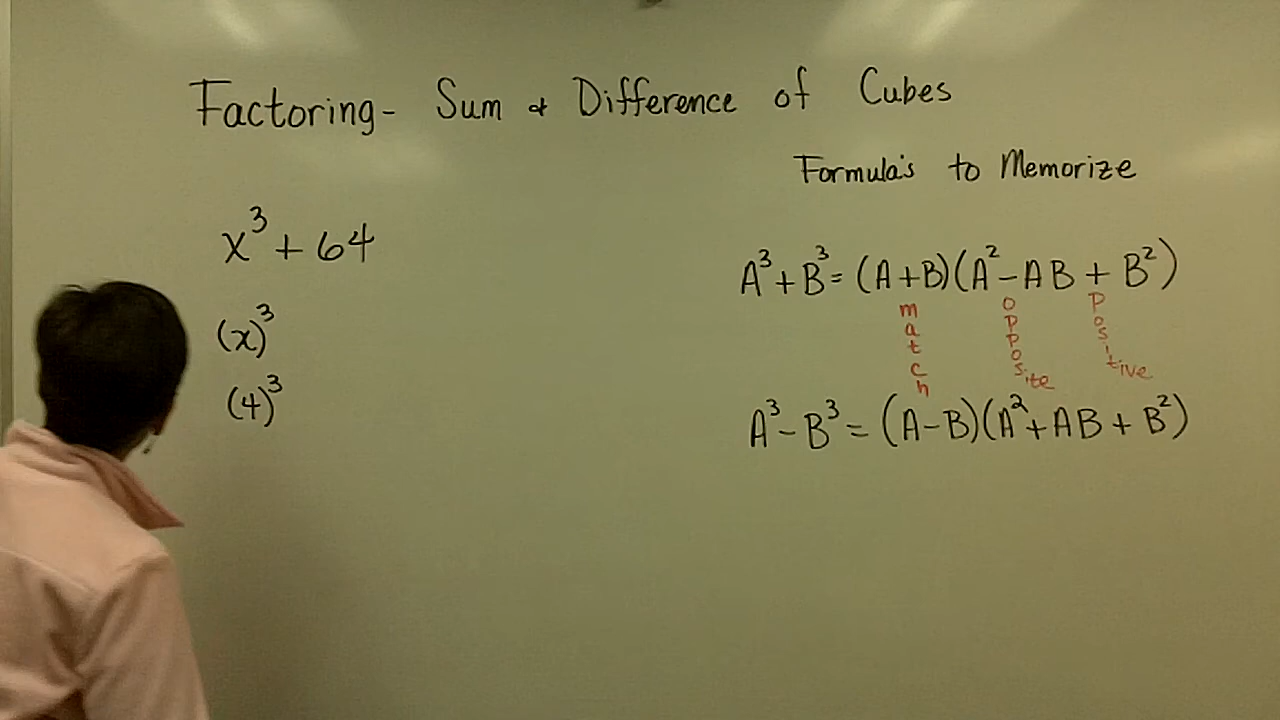 Factoring- Sum & Difference of Cubes
Formula's to Memorize
x³ + 64
(x)³
(4)³
A³+B³= (A+B)(A²-AB+B²)
match opposite positive
A³-B³ = (A-B)(A²+AB+B²)